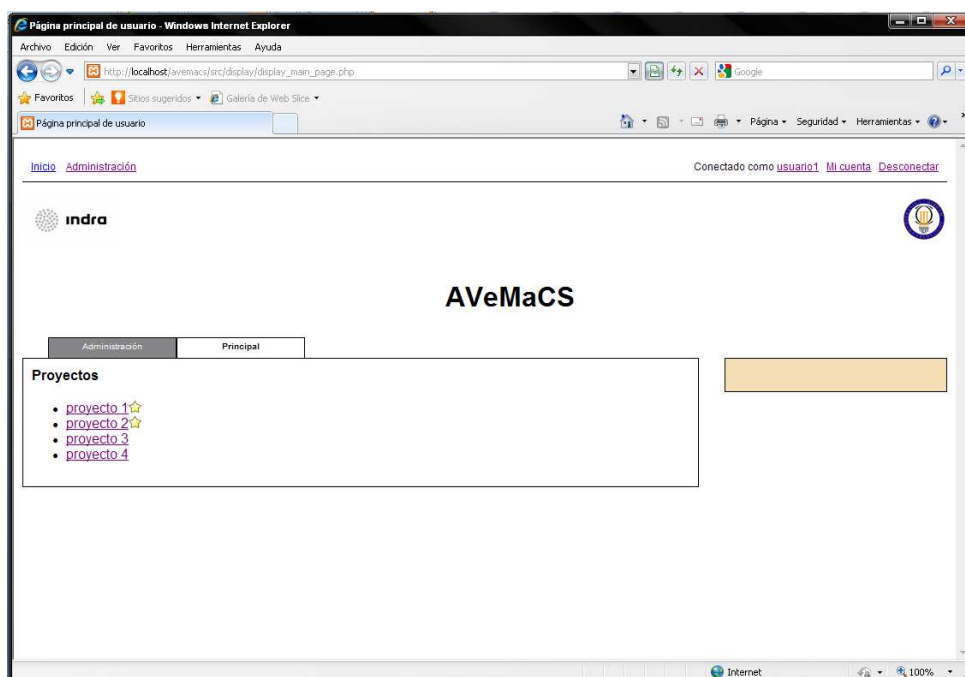 Página principal de usuario - Windows Internet Explorer
Archivo Edición Ver Favoritos Herramientas Ayuda
http://localhost/avemacs/src/display/display_main_page.php
Google
Favoritos Sitios sugeridos Galería de Web Slice
Página principal de usuario
Página Seguridad Herramientas
Inicio Administración
Conectado como usuario1 Mi cuenta Desconectar
indra
AVeMaCS
Administración Principal
Proyectos
proyecto 1
proyecto 2
proyecto 3
proyecto 4
Internet 100%